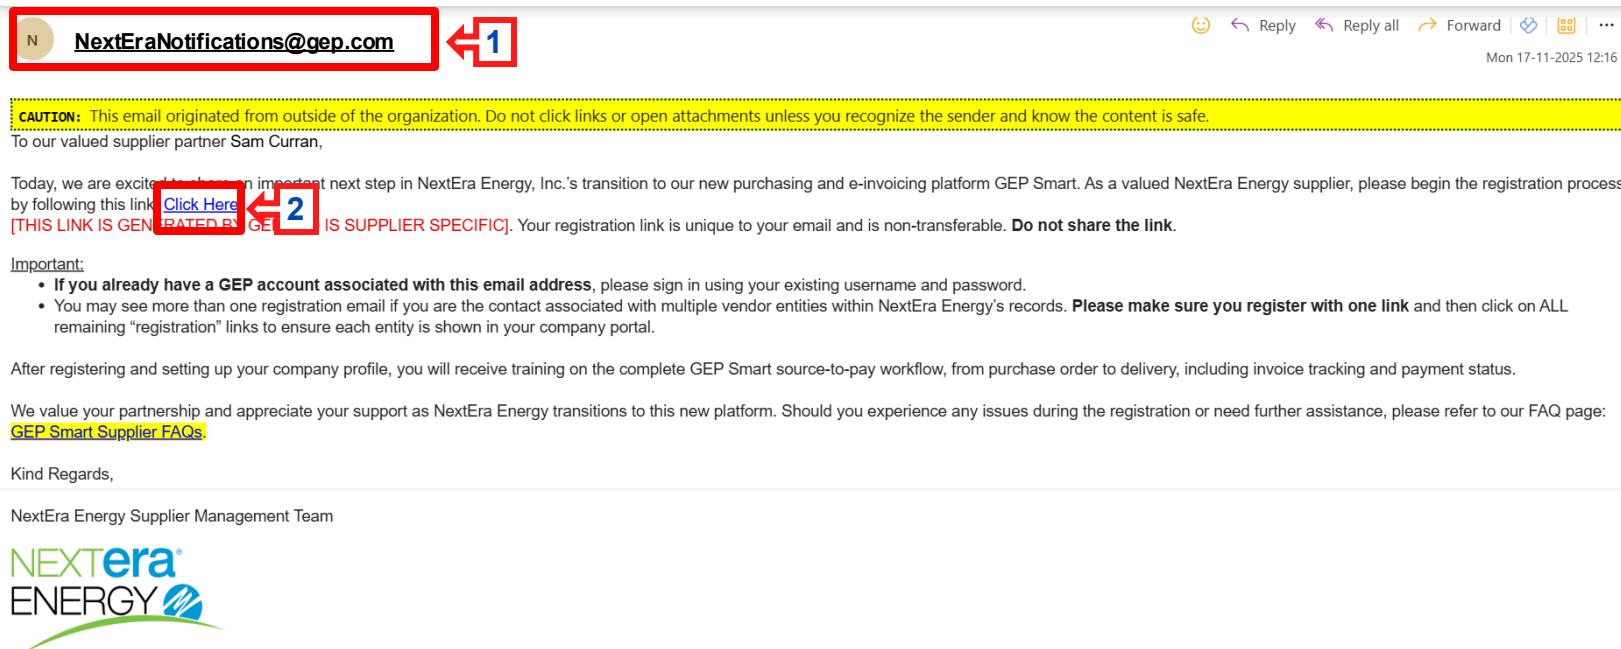 N
NextEraNotifications@gep.com
1
Reply
Reply all
Forward
Mon 17-11-2025 12:16
CAUTION: This email originated from outside of the organization. Do not click links or open attachments unless you recognize the sender and know the content is safe.
To our valued supplier partner Sam Curran,
Today, we are excited to share an important next step in NextEra Energy, Inc.’s transition to our new purchasing and e-invoicing platform GEP Smart. As a valued NextEra Energy supplier, please begin the registration process
by following this link Click Here
2
[THIS LINK IS GENERATED BY GEP IS SUPPLIER SPECIFIC]. Your registration link is unique to your email and is non-transferable. Do not share the link.
Important:
• If you already have a GEP account associated with this email address, please sign in using your existing username and password.
• You may see more than one registration email if you are the contact associated with multiple vendor entities within NextEra Energy’s records. Please make sure you register with one link and then click on ALL
remaining “registration” links to ensure each entity is shown in your company portal.
After registering and setting up your company profile, you will receive training on the complete GEP Smart source-to-pay workflow, from purchase order to delivery, including invoice tracking and payment status.
We value your partnership and appreciate your support as NextEra Energy transitions to this new platform. Should you experience any issues during the registration or need further assistance, please refer to our FAQ page:
GEP Smart Supplier FAQs.
Kind Regards,
NextEra Energy Supplier Management Team
NEXTera®
ENERGY